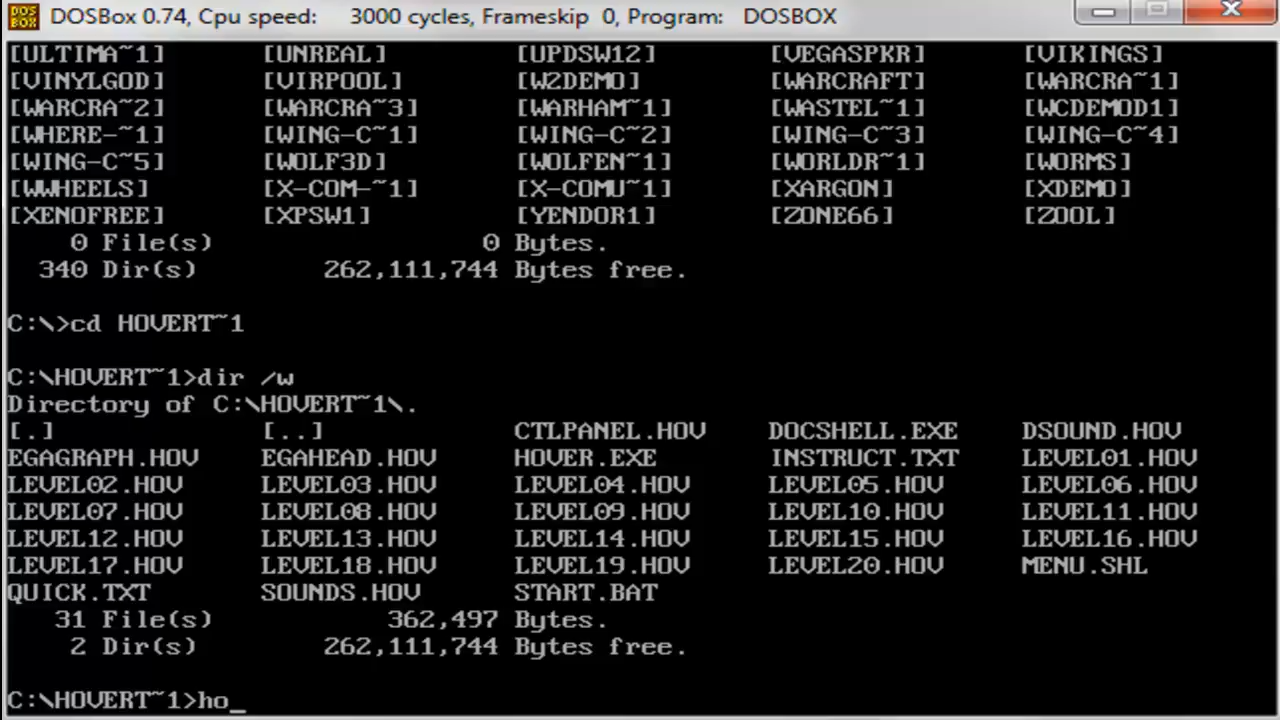 DOSBox 0.74, Cpu speed: 3000 cycles, Frameskip 0, Program: DOSBOX
[ULTIMA~1] [UNREAL] [UPDSW12] [VEGASPKR] [VIKINGS]
[VINYLGOD] [VIRPOOL] [W2DEMO] [WARCRAFT] [WARCRA~1]
[WARCRA~2] [WARCRA~3] [WARHAM~1] [WASTEL~1] [WCDEMOD1]
[WHERE-~1] [WING-C~1] [WING-C~2] [WING-C~3] [WING-C~4]
[WING-C~5] [WOLF3D] [WOLFEN~1] [WORLDR~1] [WORMS]
[WWHEELS] [X-COM-~1] [X-COMU~1] [XARGON] [XDEMO]
[XENOFREE] [XPSW1] [YENDOR1] [ZONE66] [ZOOL]
0 File(s) 0 Bytes.
340 Dir(s) 262,111,744 Bytes free.
C:\>cd HOVERT~1
C:\HOVERT~1>dir /w
Directory of C:\HOVERT~1\.
[.] [..] CTLPANEL.HOV DOCSHELL.EXE DSOUND.HOV
EGAGRAPH.HOV EGAHEAD.HOV HOVER.EXE INSTRUCT.TXT LEVEL01.HOV
LEVEL02.HOV LEVEL03.HOV LEVEL04.HOV LEVEL05.HOV LEVEL06.HOV
LEVEL07.HOV LEVEL08.HOV LEVEL09.HOV LEVEL10.HOV LEVEL11.HOV
LEVEL12.HOV LEVEL13.HOV LEVEL14.HOV LEVEL15.HOV LEVEL16.HOV
LEVEL17.HOV LEVEL18.HOV LEVEL19.HOV LEVEL20.HOV MENU.SHL
QUICK.TXT SOUNDS.HOV START.BAT
31 File(s) 362,497 Bytes.
2 Dir(s) 262,111,744 Bytes free.
C:\HOVERT~1>ho_